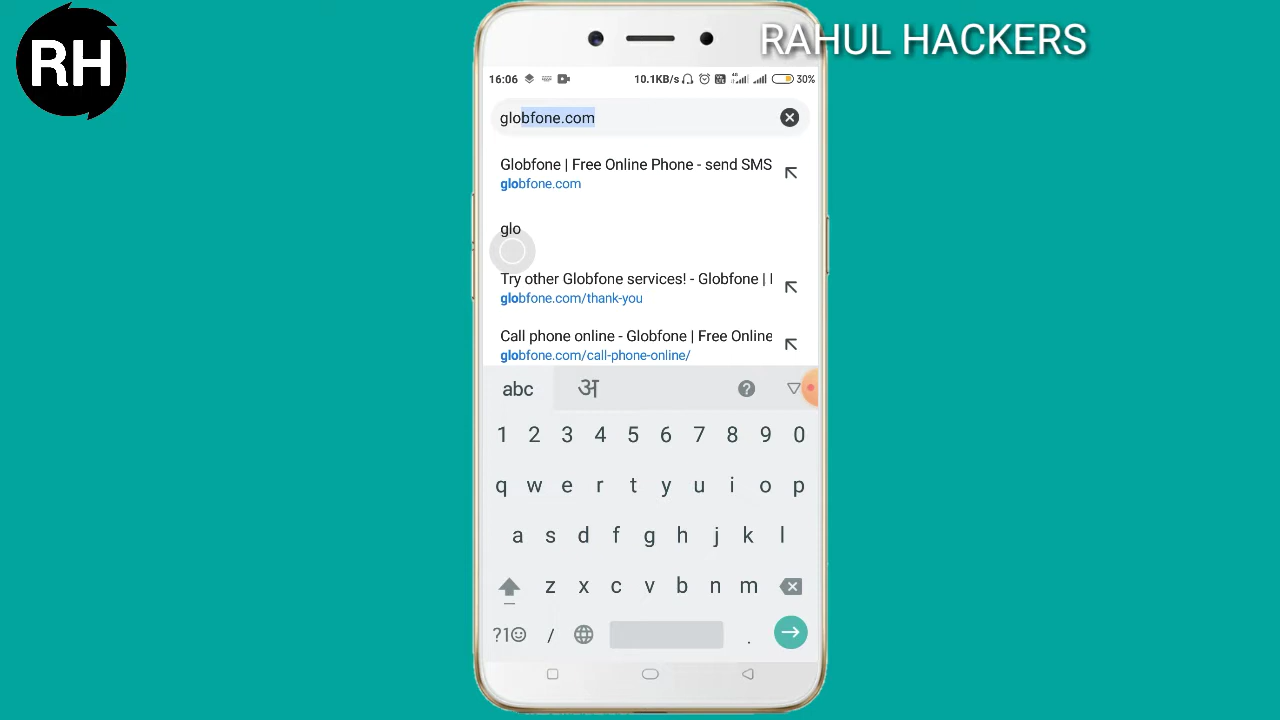 RH
RAHUL HACKERS
16:06
10.1KB/s
4G
30%
globfone.com
Globfone | Free Online Phone - send SMS
globfone.com
glo
Try other Globfone services! - Globfone |
globfone.com/thank-you
Call phone online - Globfone | Free Online
globfone.com/call-phone-online/
abc अ ?
1 2 3 4 5 6 7 8 9 0
q w e r t y u i o p
a s d f g h j k l
z x c v b n m
?1☺ / .